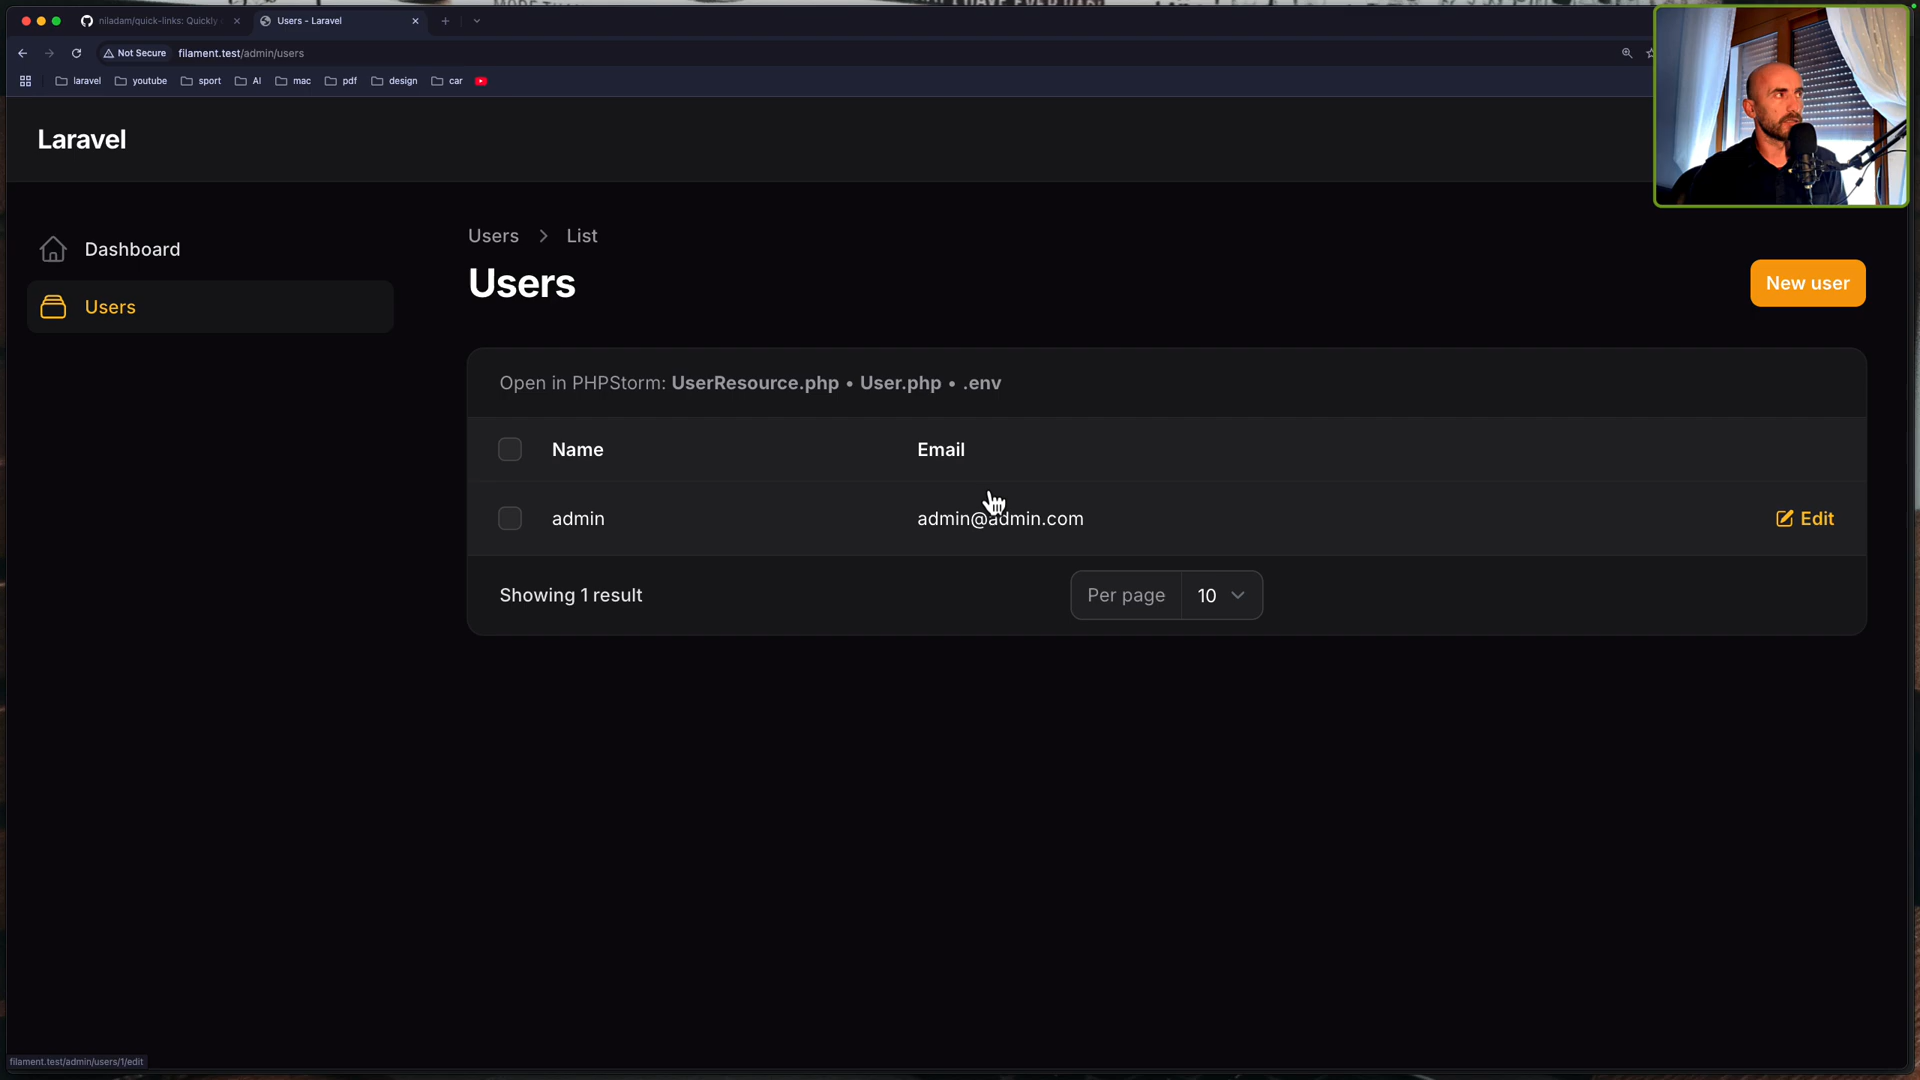 niladam/quick-links: Quickly
Users - Laravel
Not Secure
filament.test/admin/users
laravel
youtube
sport
AI
mac
pdf
design
car
Laravel
Dashboard
Users
Users > List
Users
New user
Open in PHPStorm: UserResource.php • User.php • .env
Name
Email
admin
admin@admin.com
Edit
Showing 1 result
Per page
10
filament.test/admin/users/1/edit